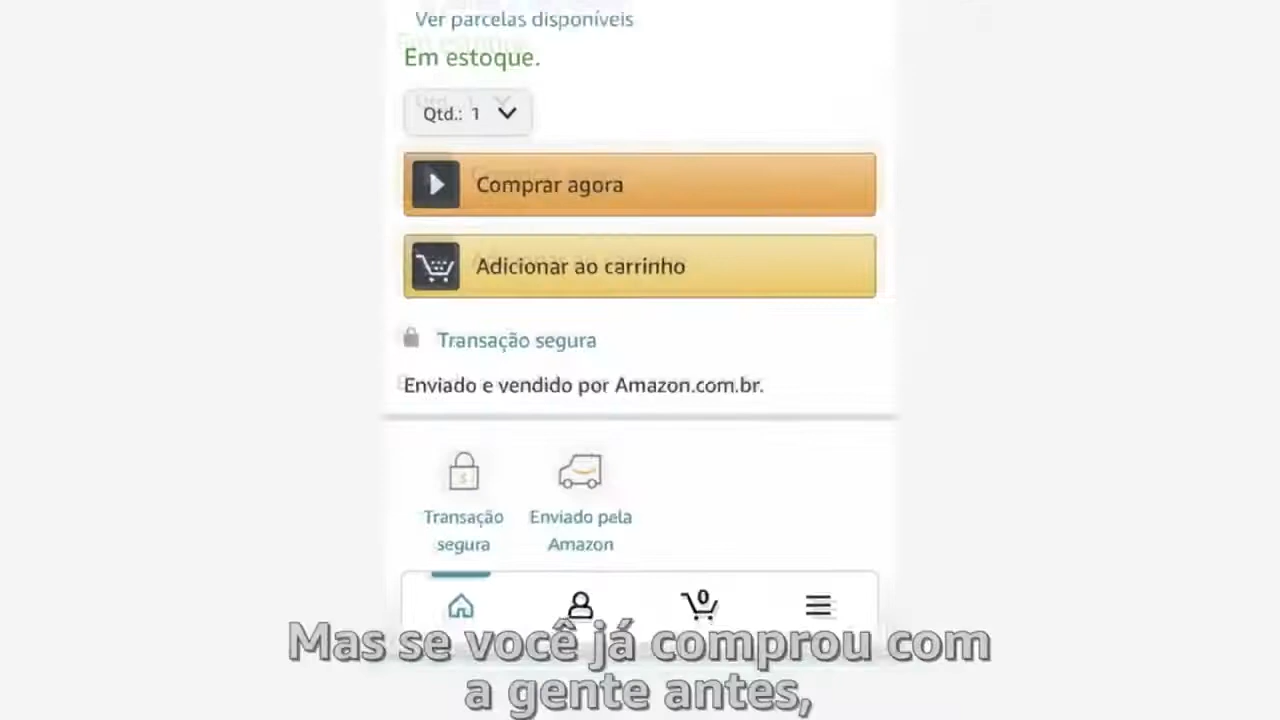 Ver parcelas disponíveis
Em estoque.
Qtd.: 1
Comprar agora
Adicionar ao carrinho
Transação segura
Enviado e vendido por Amazon.com.br.
Transação
segura
Enviado pela
Amazon
0
Mas se você já comprou com
a gente antes,